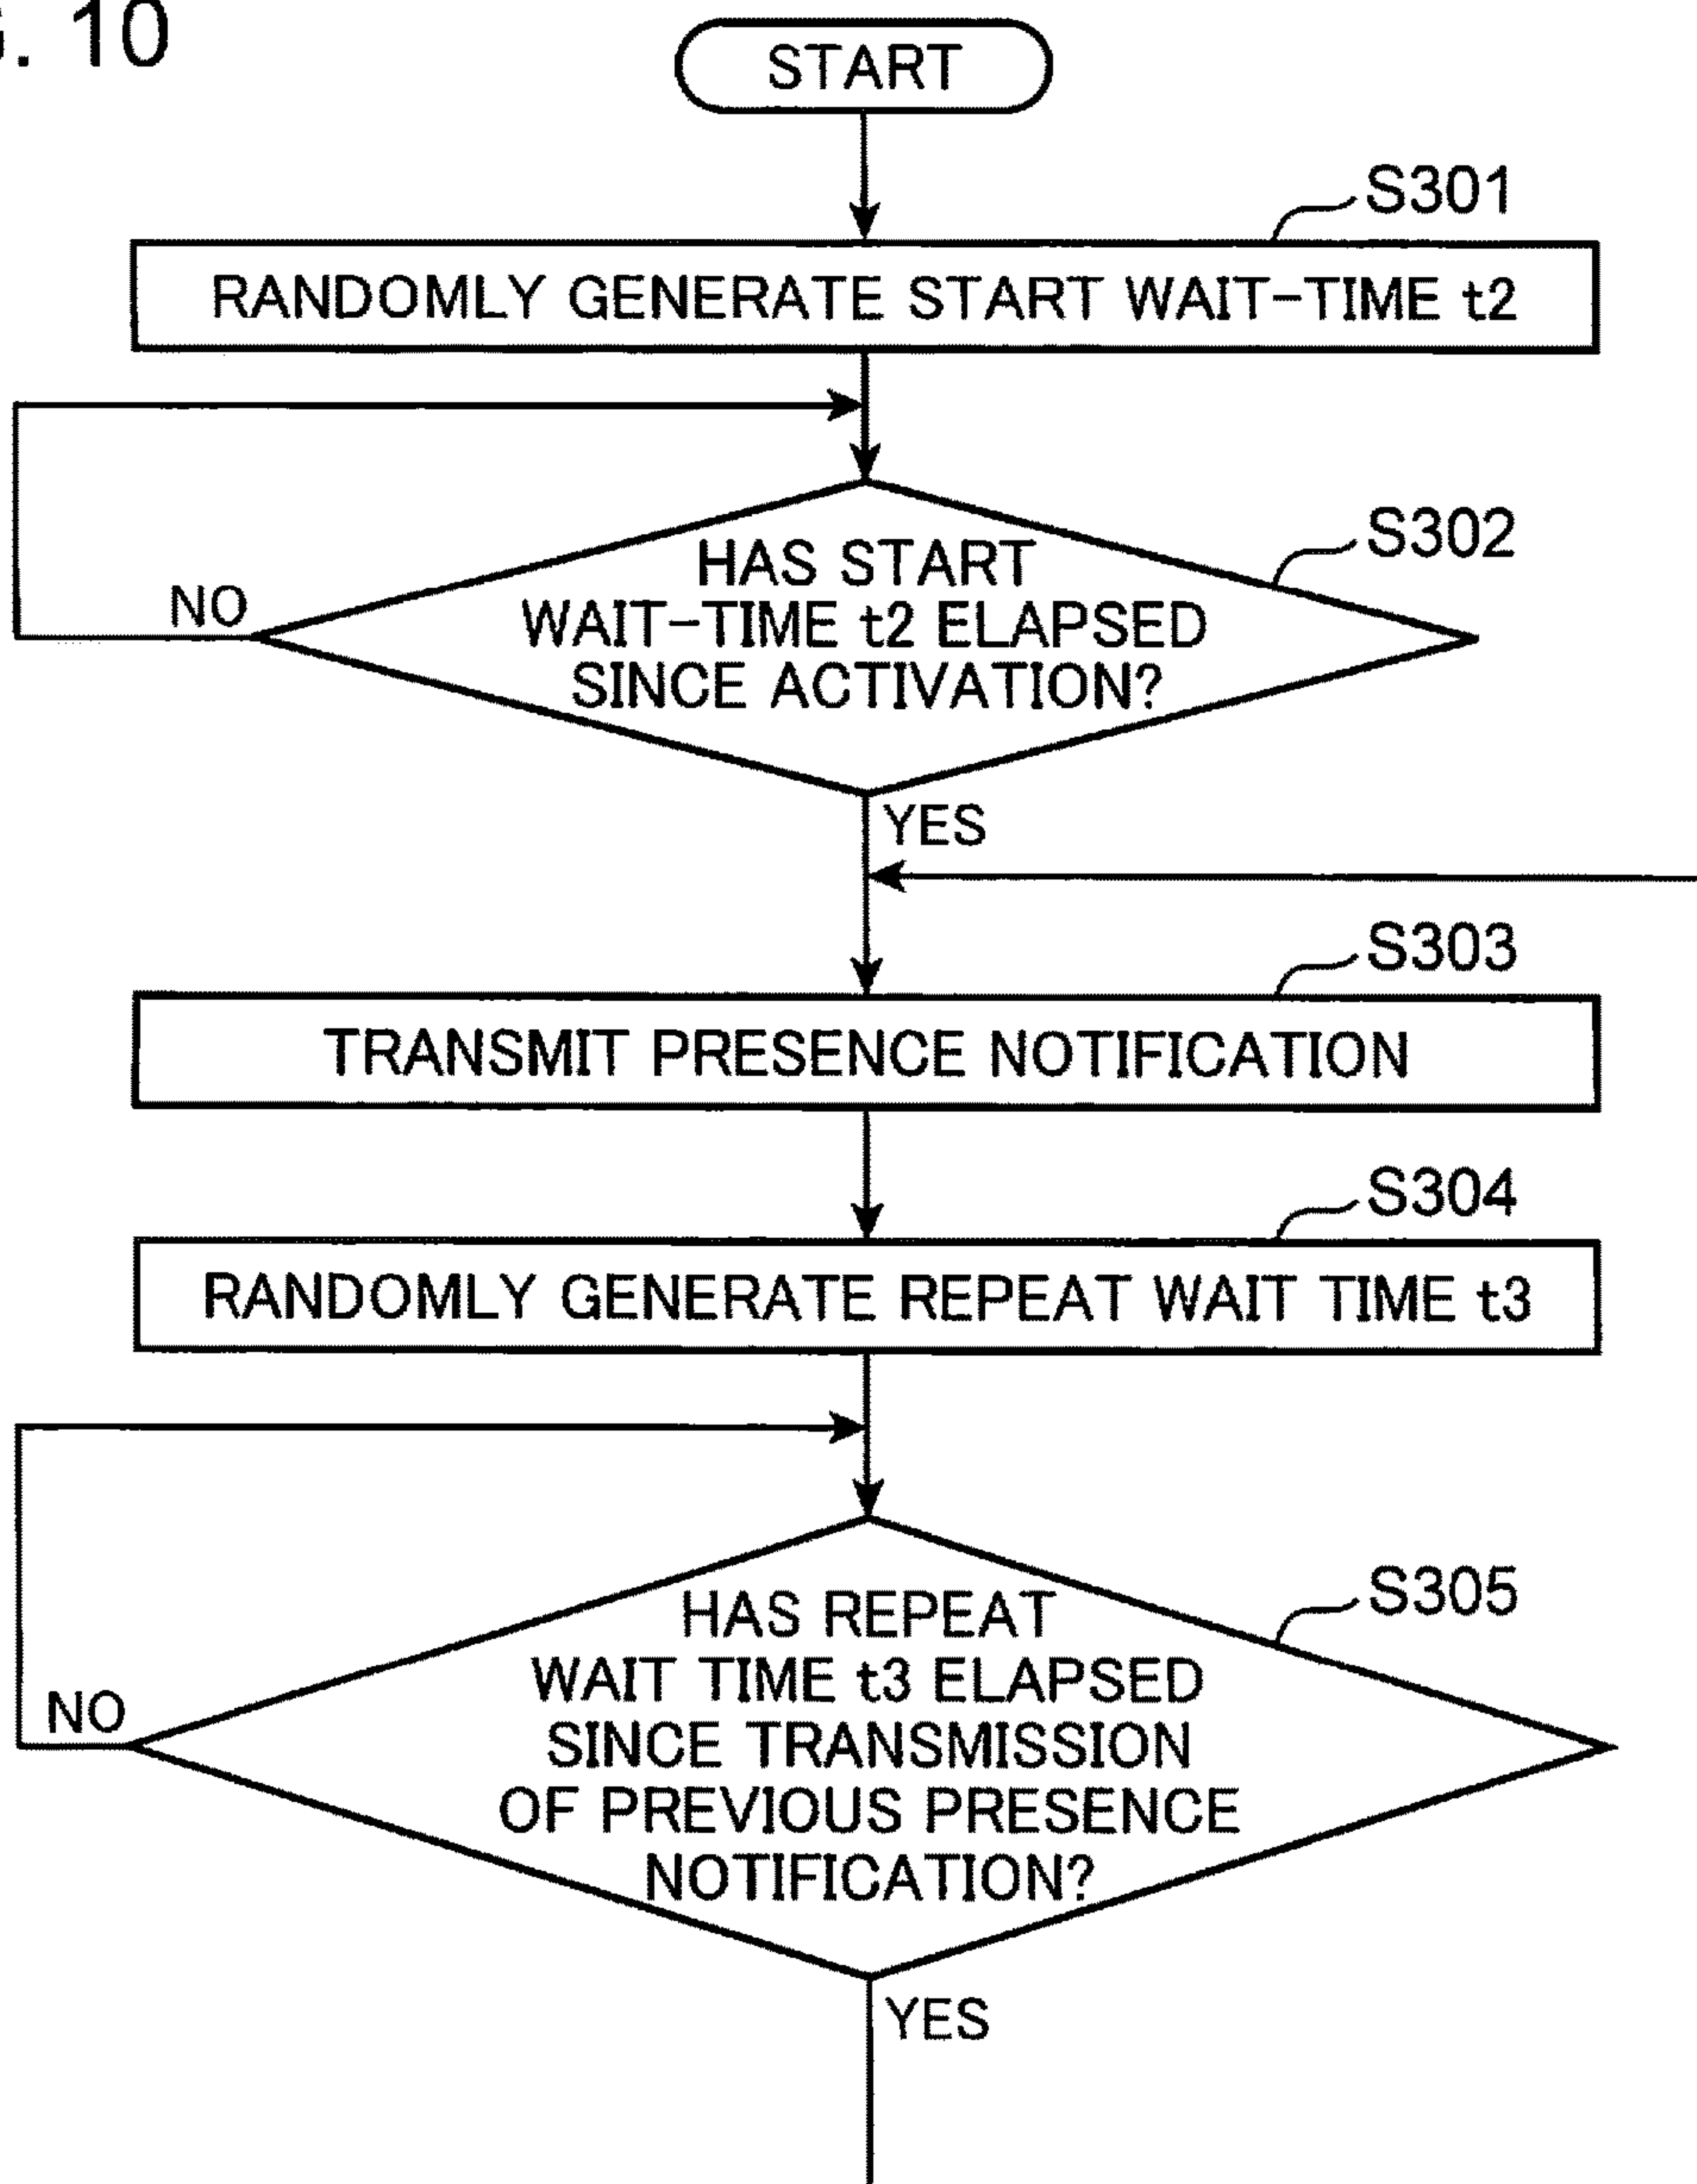 . 10
START
S301
RANDOMLY GENERATE START WAIT-TIME t2
S302
HAS START
WAIT-TIME t2 ELAPSED
SINCE ACTIVATION?
NO
YES
S303
TRANSMIT PRESENCE NOTIFICATION
S304
RANDOMLY GENERATE REPEAT WAIT TIME t3
S305
HAS REPEAT
WAIT TIME t3 ELAPSED
SINCE TRANSMISSION
OF PREVIOUS PRESENCE
NOTIFICATION?
NO
YES